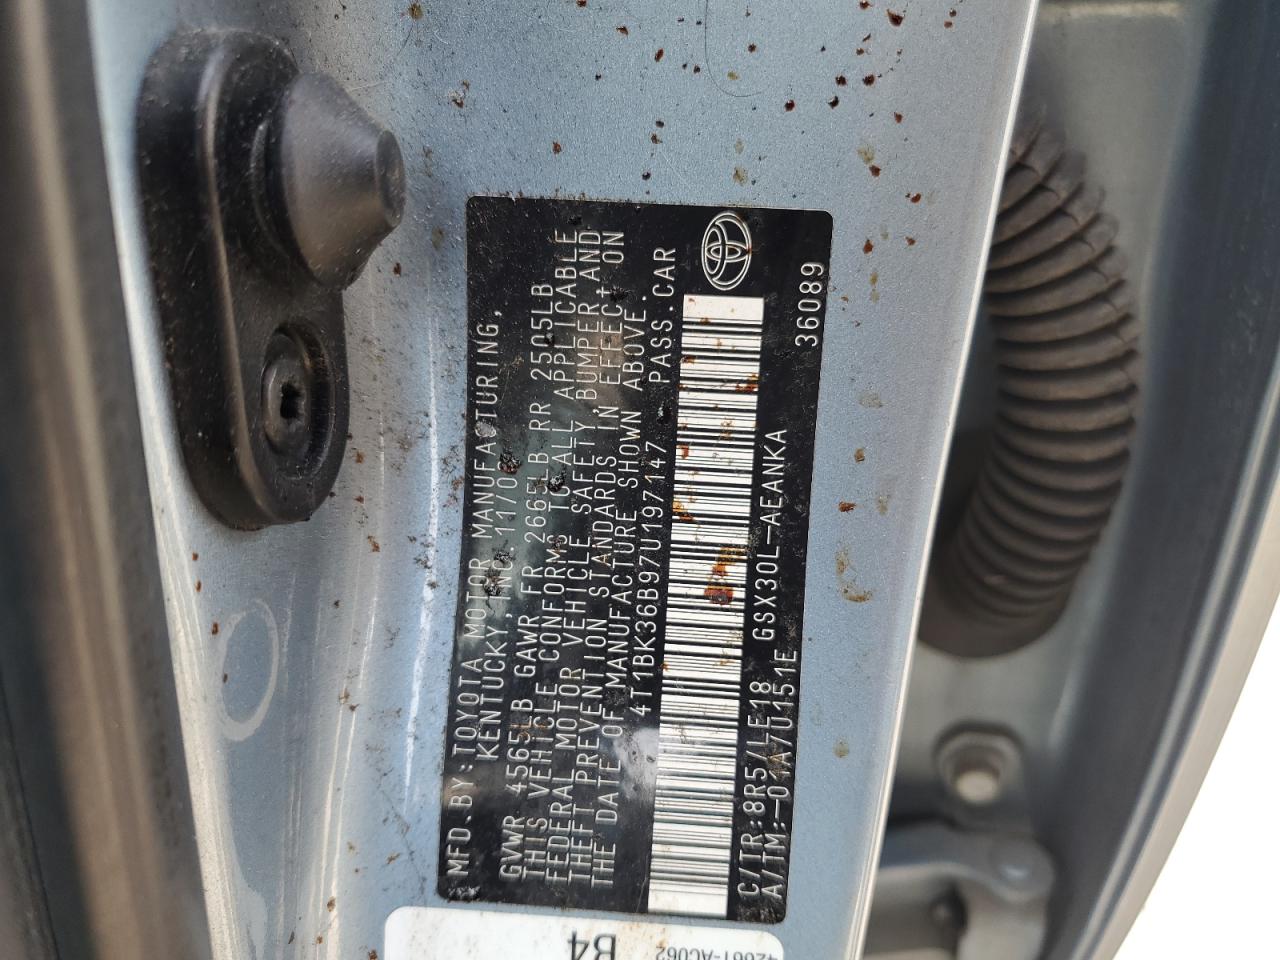 MFD.BY:TOYOTA MOTOR MANUFACTURING,
KENTUCKY,INC. 11/06
GVWR 4565LB GAWR FR 2665LB RR 2505LB
THIS VEHICLE CONFORMS TO ALL APPLICABLE
FEDERAL MOTOR VEHICLE SAFETY, BUMPER AND
THEFT PREVENTION STANDARDS IN EFFECT ON
THE DATE OF MANUFACTURE SHOWN ABOVE.
4T1BK36B97U197147 PASS.CAR
C/TR:8R5/LE18
A/TM:-01A/U151E GSX30L-AEANKA
36089
B4
42661-AC062